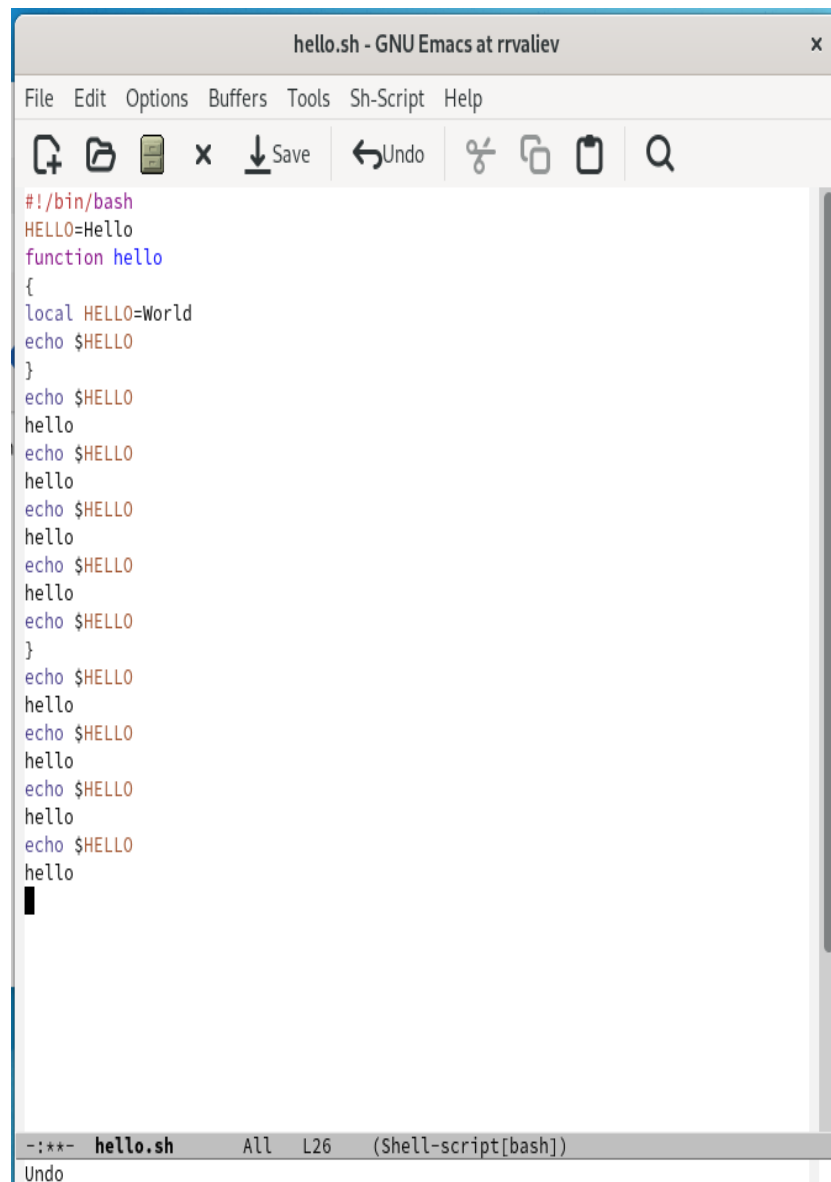 hello.sh - GNU Emacs at rrvaliev x
File Edit Options Buffers Tools Sh-Script Help
Save Undo
#!/bin/bash
HELLO=Hello
function hello
{
local HELLO=World
echo $HELLO
}
echo $HELLO
hello
echo $HELLO
hello
echo $HELLO
hello
echo $HELLO
hello
echo $HELLO
}
echo $HELLO
hello
echo $HELLO
hello
echo $HELLO
hello
echo $HELLO
hello
-:**- hello.sh All L26 (Shell-script[bash])
Undo